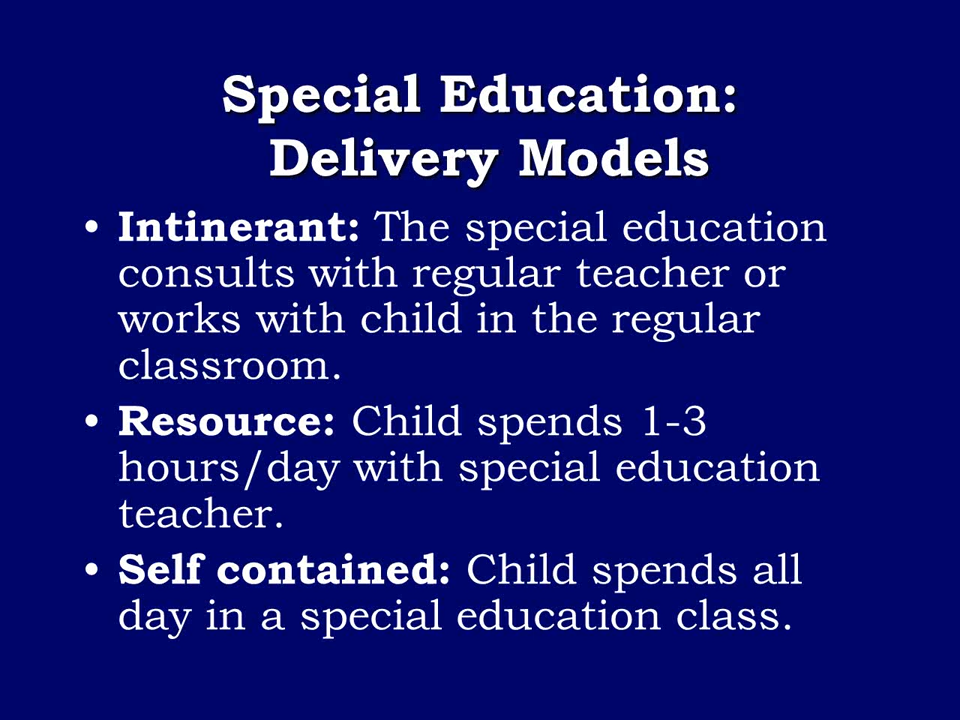 Special Education:
Delivery Models
• Intinerant: The special education
consults with regular teacher or
works with child in the regular
classroom.
• Resource: Child spends 1-3
hours/day with special education
teacher.
• Self contained: Child spends all
day in a special education class.